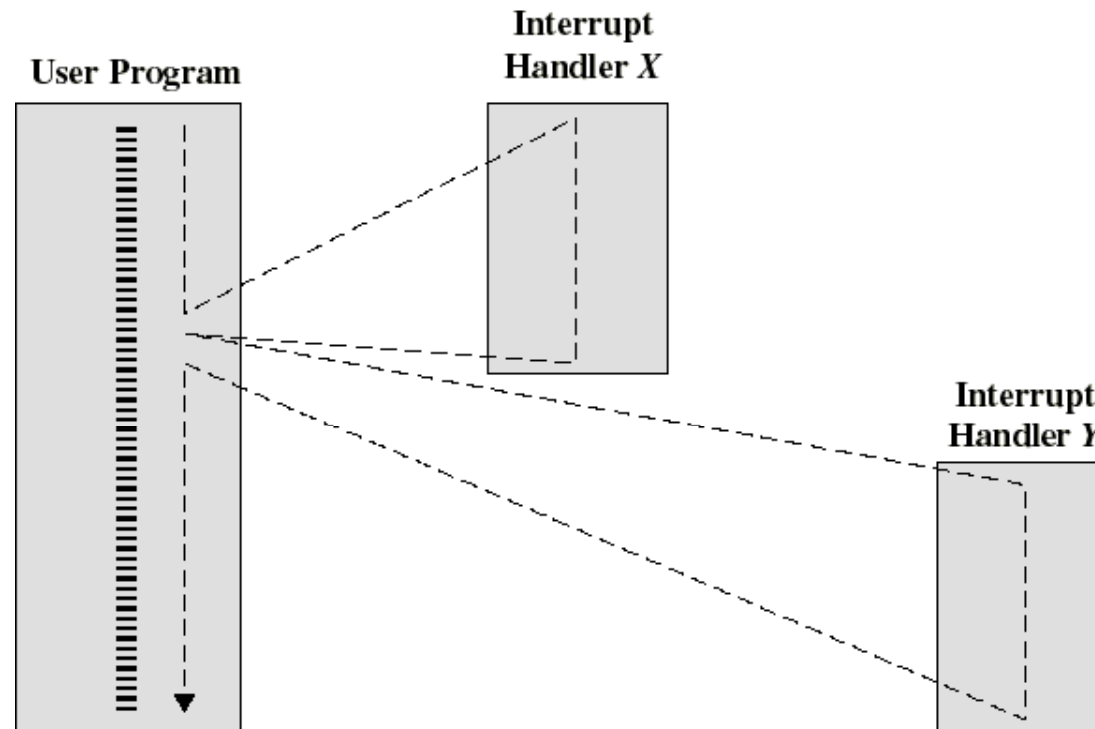 User Program
Interrupt
Handler X
Interrupt
Handler Y